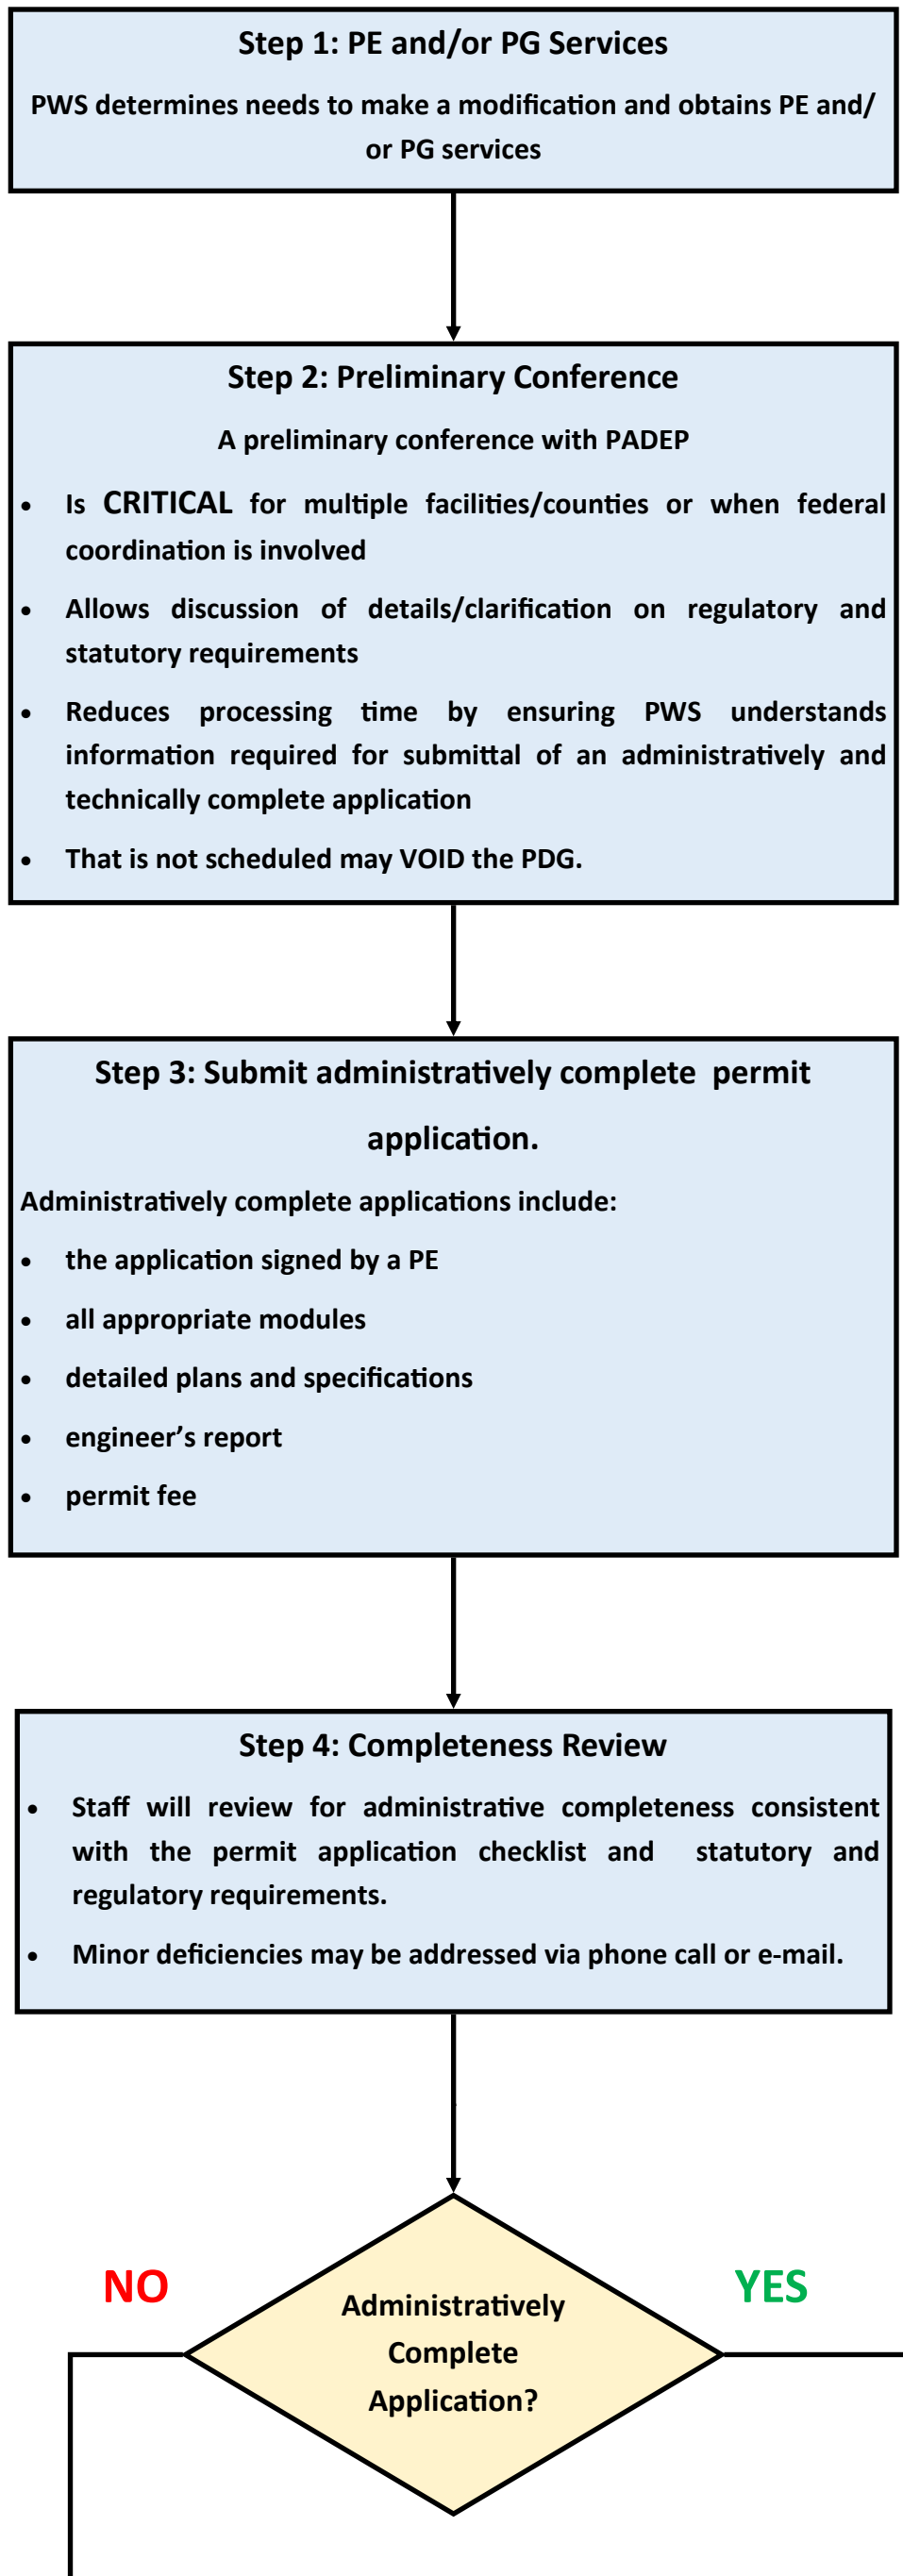 Step 1: PE and/or PG Services
PWS determines needs to make a modification and obtains PE and/
or PG services
Step 2: Preliminary Conference
A preliminary conference with PADEP
• Is CRITICAL for multiple facilities/counties or when federal
coordination is involved
• Allows discussion of details/clarification on regulatory and
statutory requirements
• Reduces processing time by ensuring PWS understands
information required for submittal of an administratively and
technically complete application
• That is not scheduled may VOID the PDG.
Step 3: Submit administratively complete permit
application.
Administratively complete applications include:
• the application signed by a PE
• all appropriate modules
• detailed plans and specifications
• engineer’s report
• permit fee
Step 4: Completeness Review
• Staff will review for administrative completeness consistent
with the permit application checklist and statutory and
regulatory requirements.
• Minor deficiencies may be addressed via phone call or e-mail.
NO
YES
Administratively
Complete
Application?